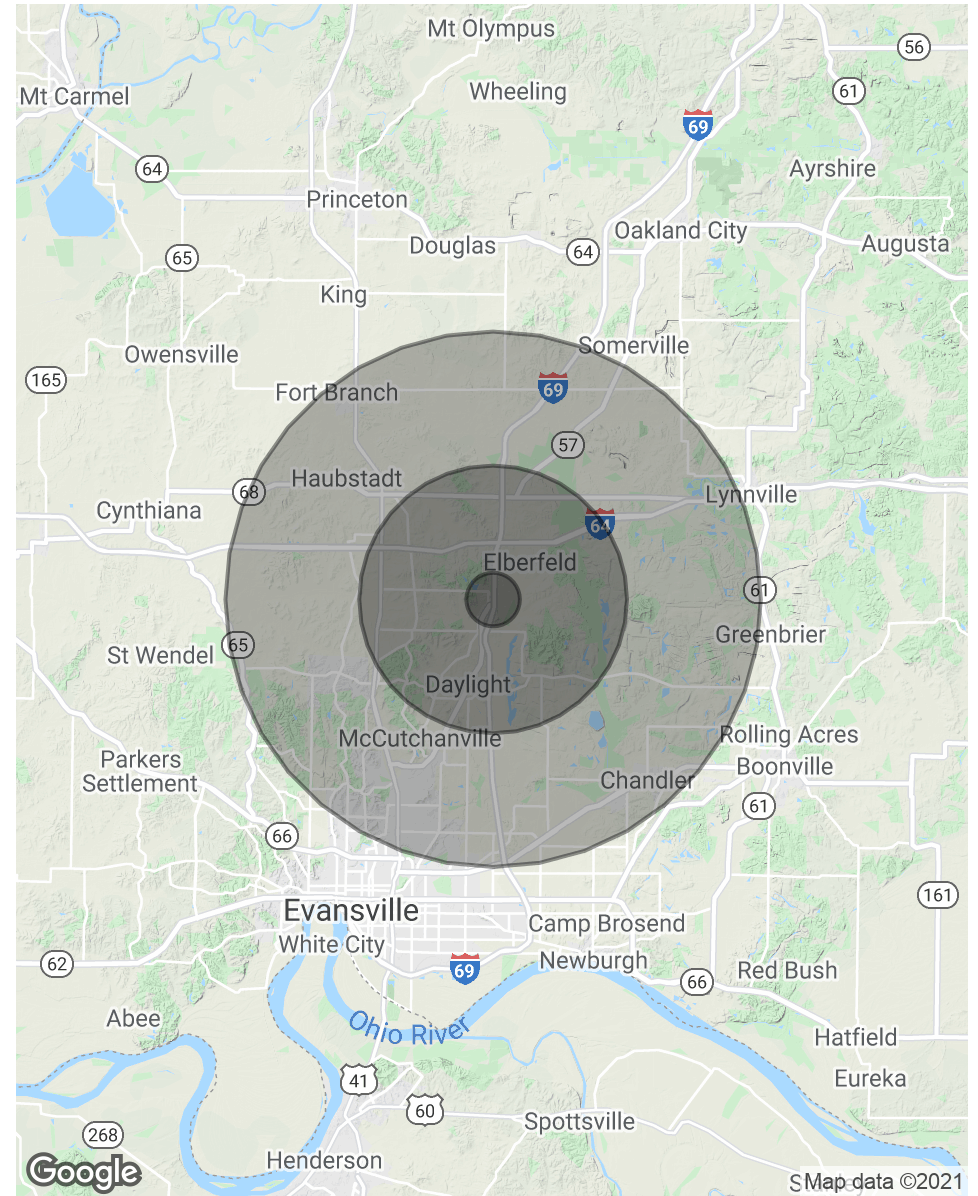 Mt Olympus
56
Mt Carmel
Wheeling
61
69
64
Ayrshire
Princeton
Oakland City
Douglas
64
Augusta
65
King
Somerville
Owensville
165
Fort Branch
69
57
Haubstadt
68
Lynnville
Cynthiana
64
Elberfeld
61
Greenbrier
65
St Wendel
Daylight
McCutchanville
Rolling Acres
Parkers
Settlement
Boonville
Chandler
61
66
161
Evansville
Camp Brosend
White City
Newburgh
62
69
66
Red Bush
Abee
Ohio River
Hatfield
41
Eureka
60
Spottsville
268
Henderson
Google
Map data ©2021